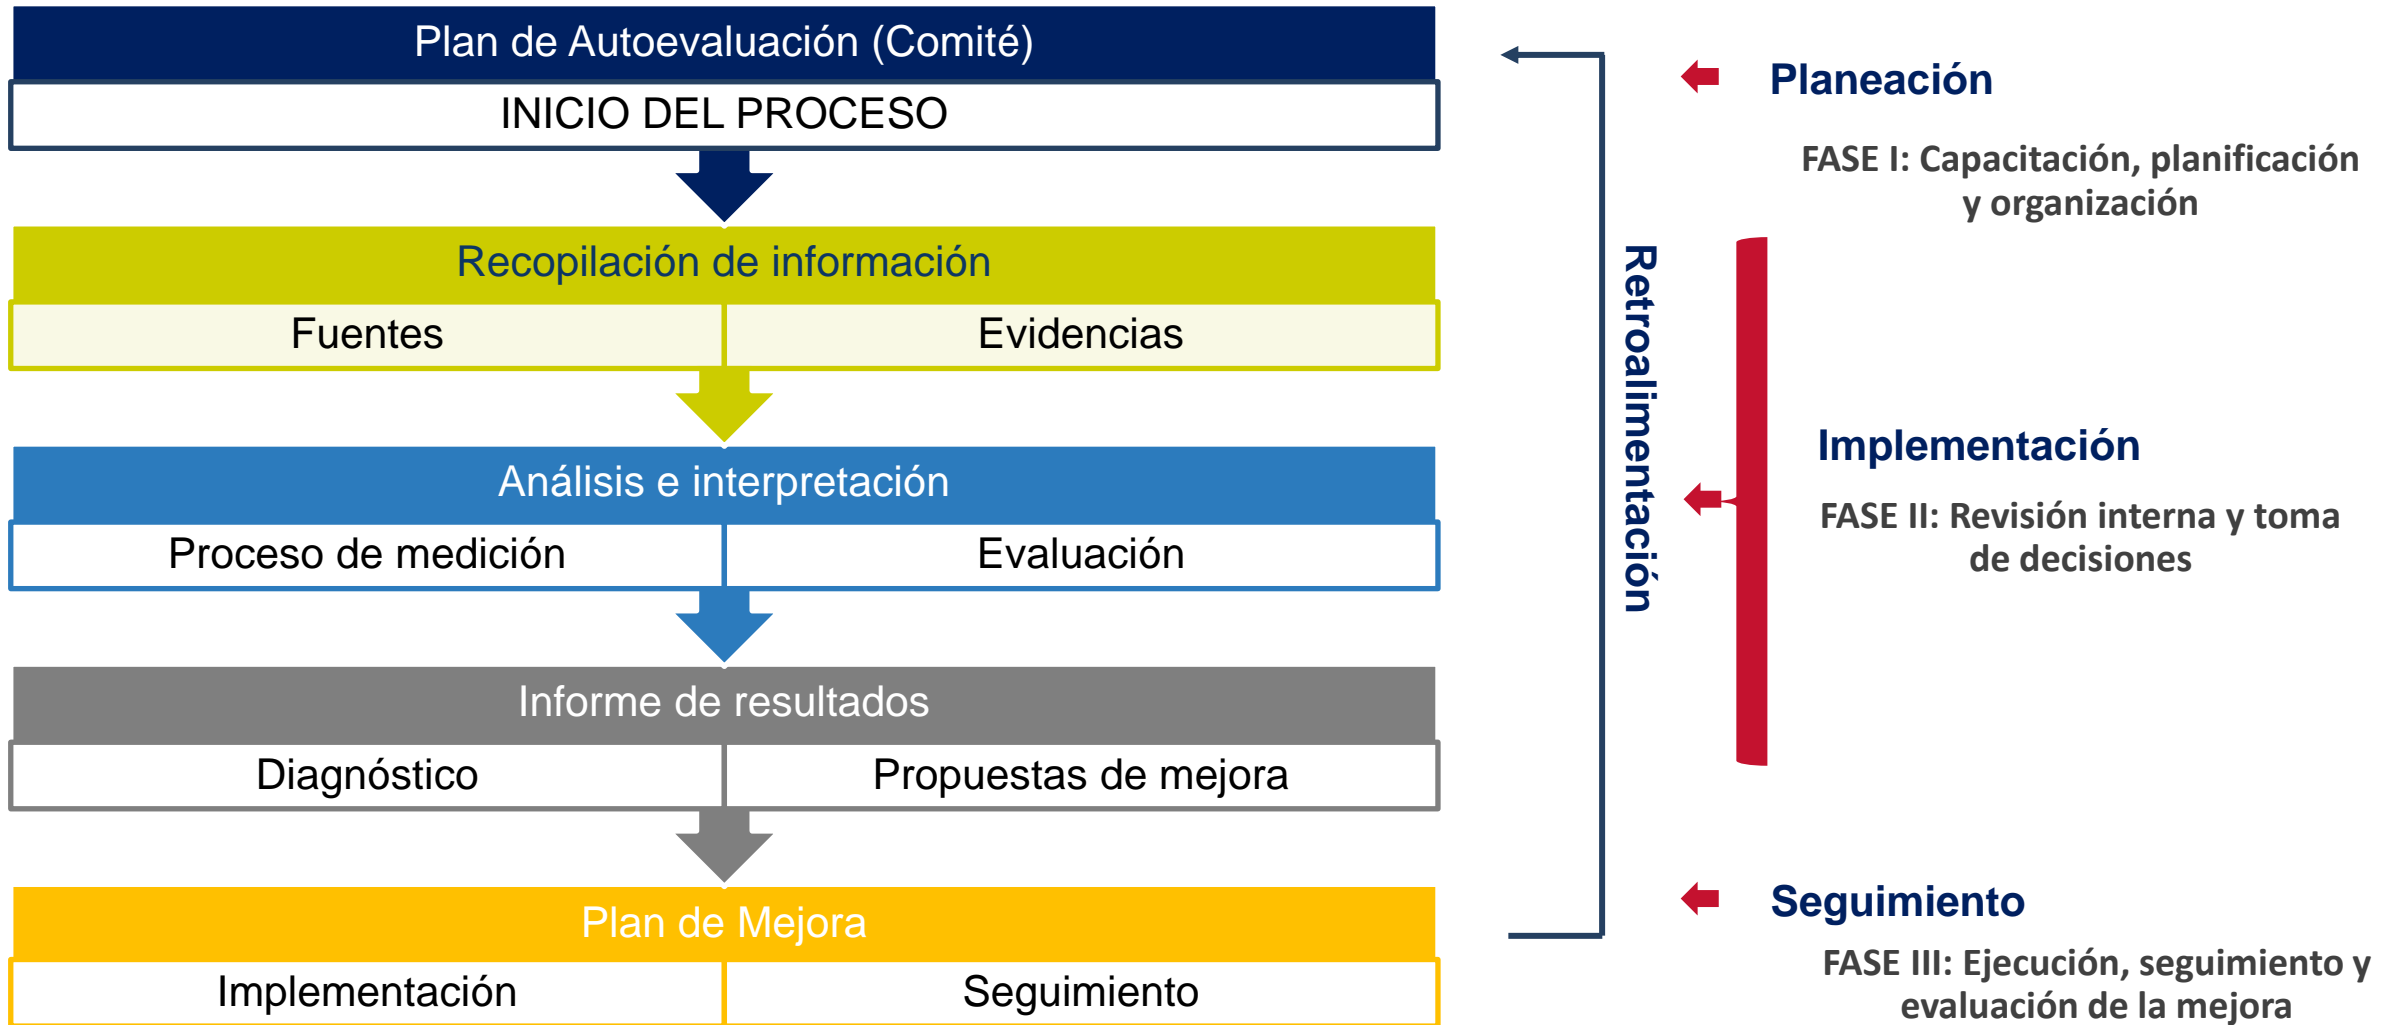 Plan de Autoevaluación (Comité)
INICIO DEL PROCESO
Recopilación de información
Fuentes
Evidencias
Análisis e interpretación
Proceso de medición
Evaluación
Informe de resultados
Diagnóstico
Propuestas de mejora
Plan de Mejora
Implementación
Seguimiento
Retroalimentación
Planeación
FASE I: Capacitación, planificación
y organización
Implementación
FASE II: Revisión interna y toma
de decisiones
Seguimiento
FASE III: Ejecución, seguimiento y
evaluación de la mejora